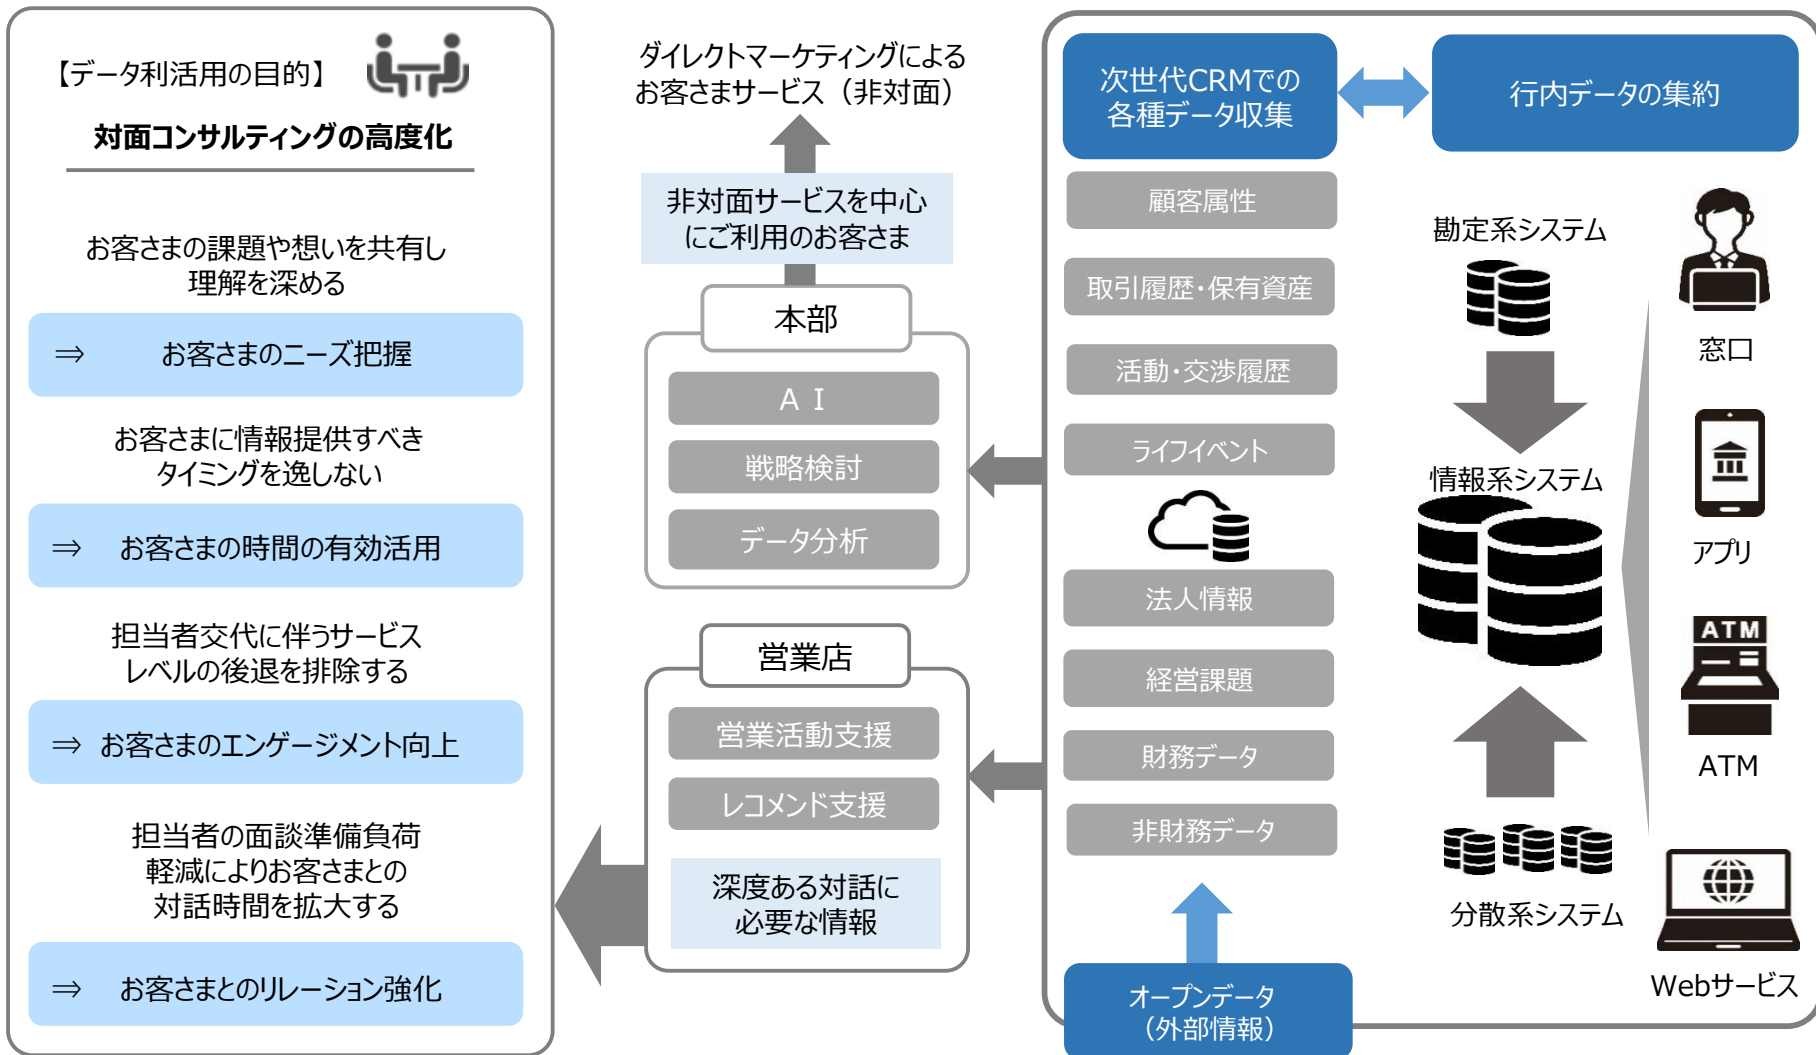 【データ利活用の目的】
対面コンサルティングの高度化
お客さまの課題や想いを共有し
理解を深める
⇒ お客さまのニーズ把握
お客さまに情報提供すべき
タイミングを逸しない
⇒ お客さまの時間の有効活用
担当者交代に伴うサービス
レベルの後退を排除する
⇒ お客さまのエンゲージメント向上
担当者の面談準備負荷
軽減によりお客さまとの
対話時間を拡大する
⇒ お客さまとのリレーション強化
ダイレクトマーケティングによる
お客さまサービス（非対面）
非対面サービスを中心
にご利用のお客さま
本部
ＡＩ
戦略検討
データ分析
営業店
営業活動支援
レコメンド支援
深度ある対話に
必要な情報
次世代CRMでの
各種データ収集
顧客属性
取引履歴・保有資産
活動・交渉履歴
ライフイベント
法人情報
経営課題
財務データ
非財務データ
オープンデータ
（外部情報）
行内データの集約
勘定系システム
情報系システム
分散系システム
窓口
アプリ
ATM
ATM
Webサービス